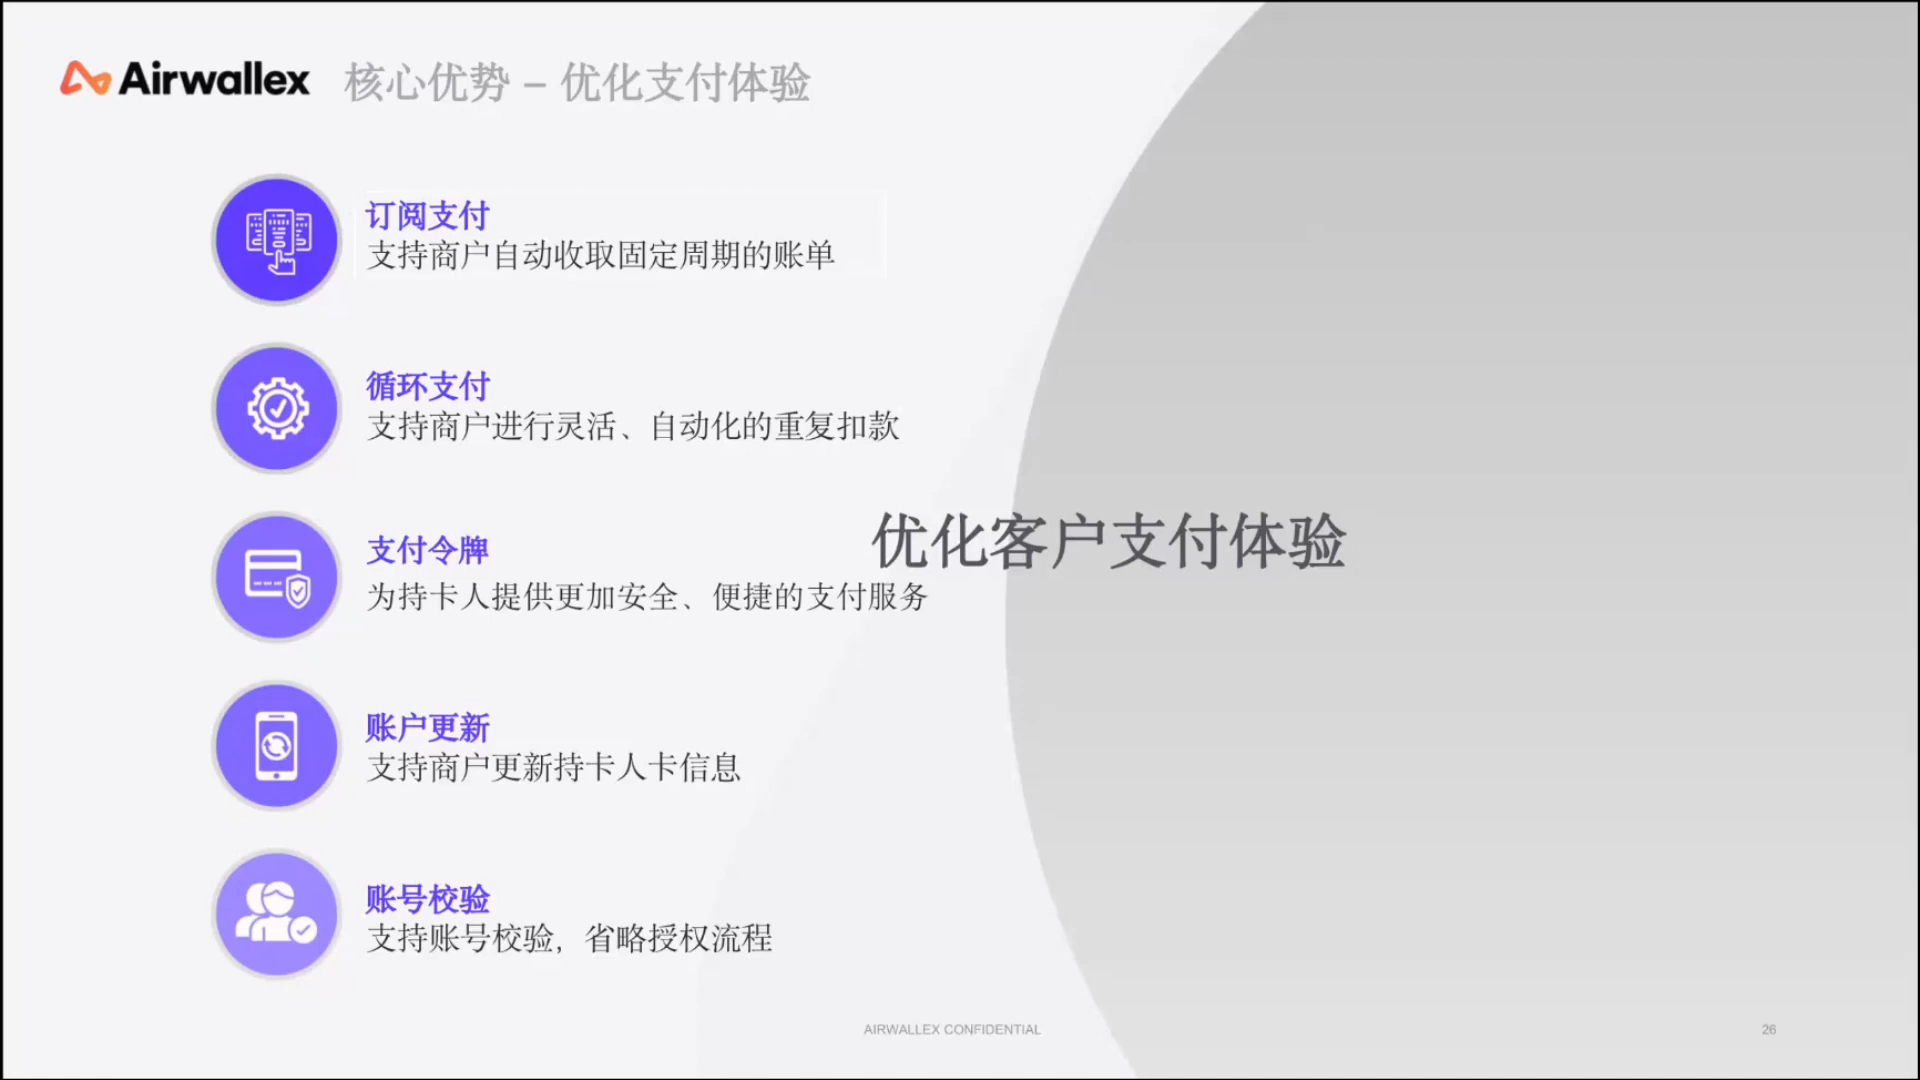 Airwallex 核心优势 – 优化支付体验
订阅支付
支持商户自动收取固定周期的账单
循环支付
支持商户进行灵活、自动化的重复扣款
支付令牌
为持卡人提供更加安全、便捷的支付服务
优化客户支付体验
账户更新
支持商户更新持卡人卡信息
账号校验
支持账号校验，省略授权流程
AIRWALLEX CONFIDENTIAL
26